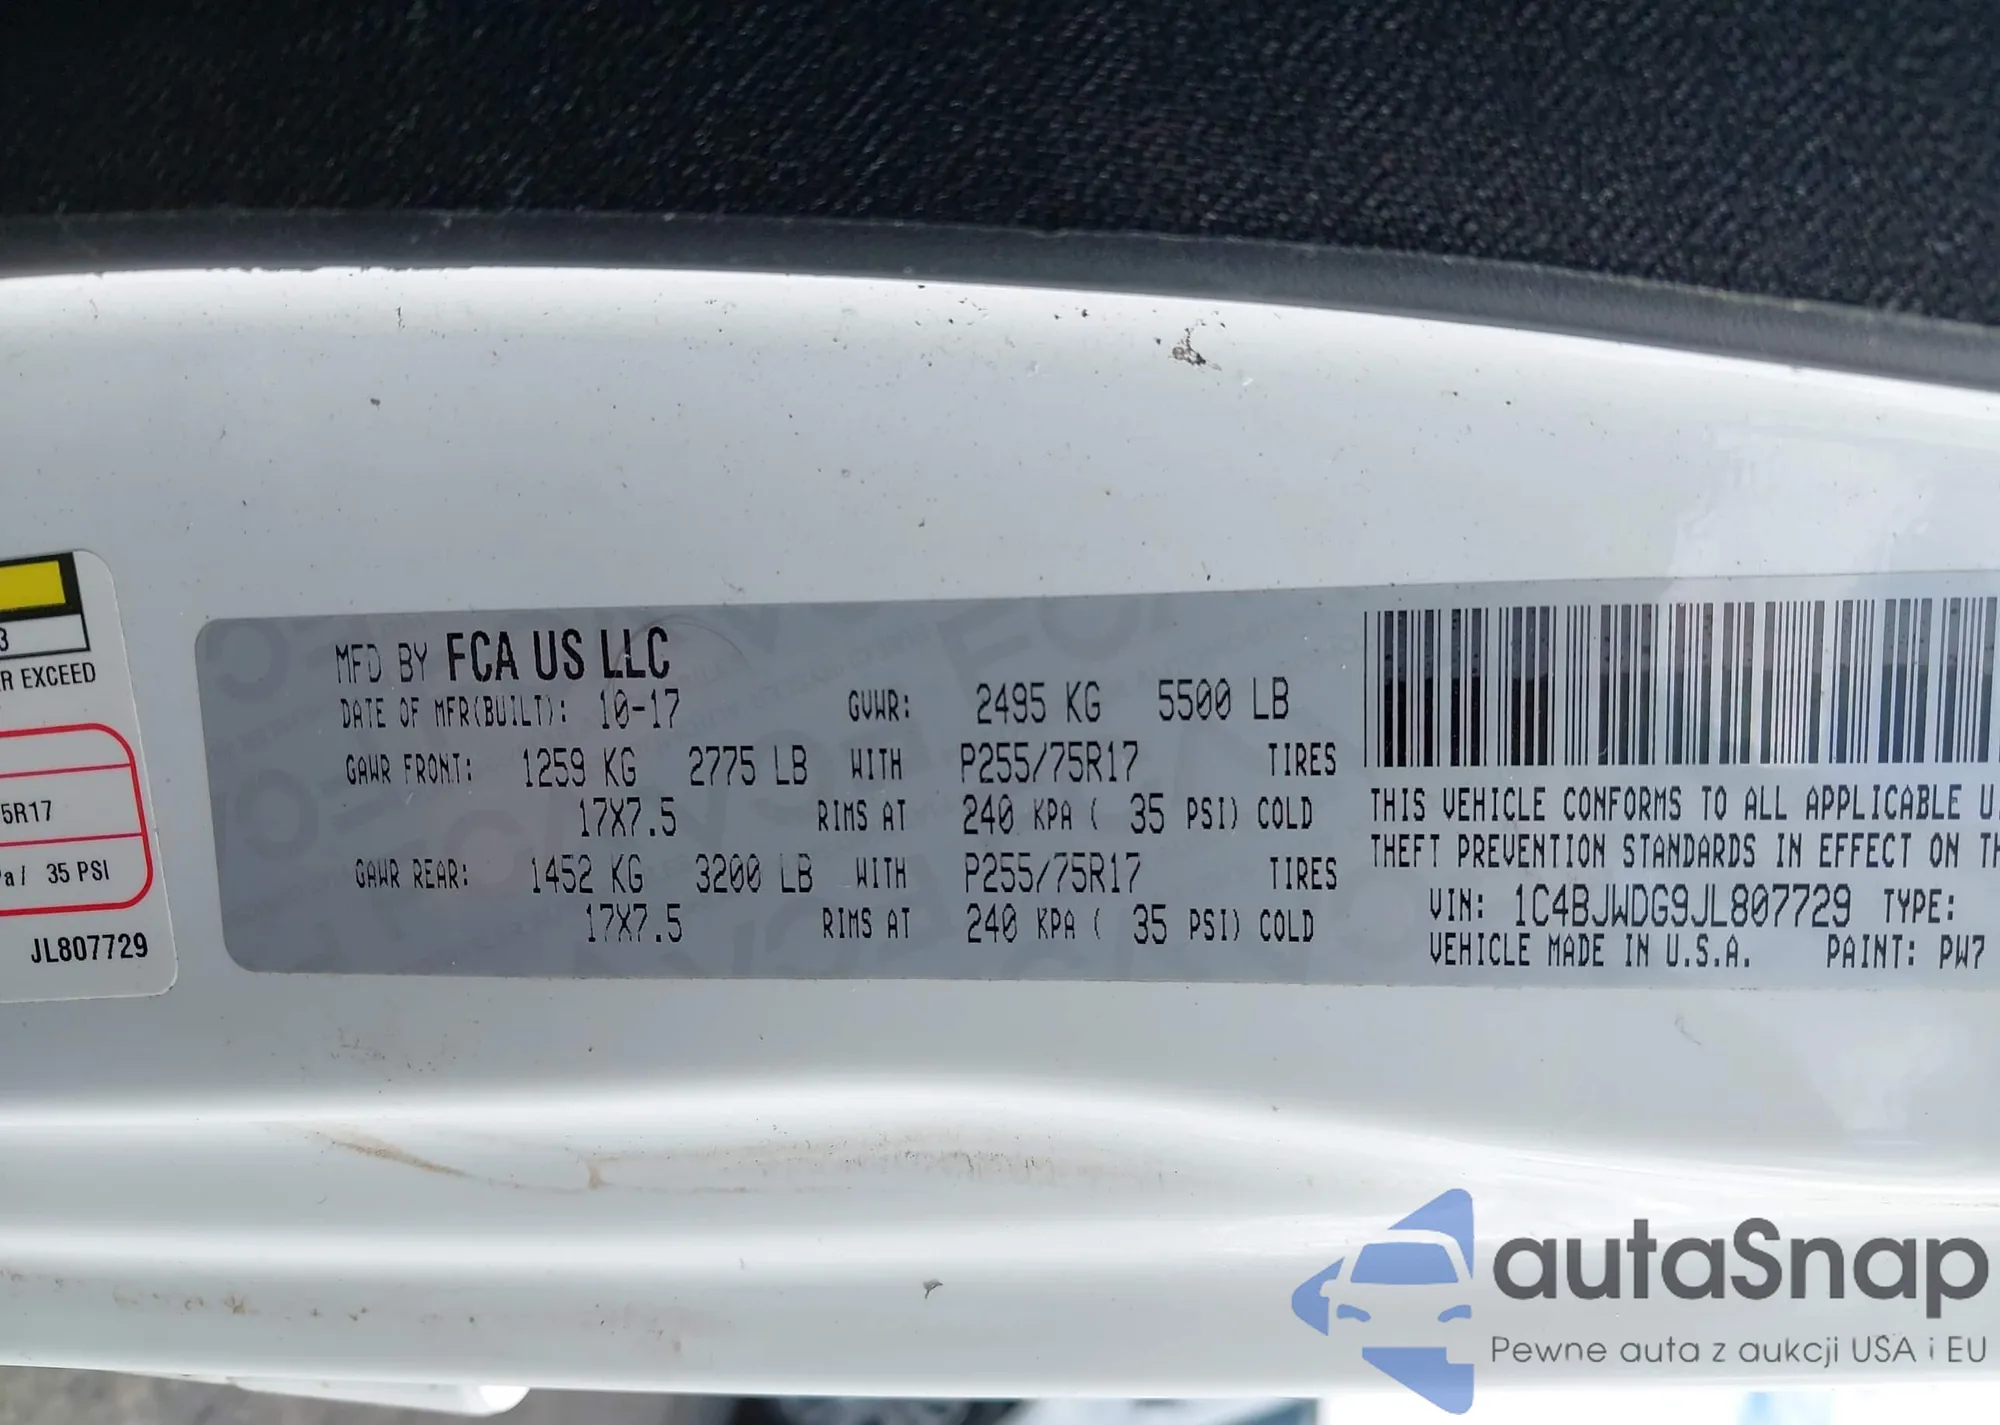 3
R EXCEED
5R17
Pa / 35 PSI
JL807729
MFD BY FCA US LLC
DATE OF MFR(BUILT): 10-17 GVWR: 2495 KG 5500 LB
GAWR FRONT: 1259 KG 2775 LB WITH P255/75R17 TIRES
17X7.5 RIMS AT 240 KPA ( 35 PSI) COLD
GAWR REAR: 1452 KG 3200 LB WITH P255/75R17 TIRES
17X7.5 RIMS AT 240 KPA ( 35 PSI) COLD
THIS VEHICLE CONFORMS TO ALL APPLICABLE U.
THEFT PREVENTION STANDARDS IN EFFECT ON TH
VIN: 1C4BJWDG9JL807729 TYPE:
VEHICLE MADE IN U.S.A. PAINT: PW7
autaSnap
Pewne auta z aukcji USA i EU